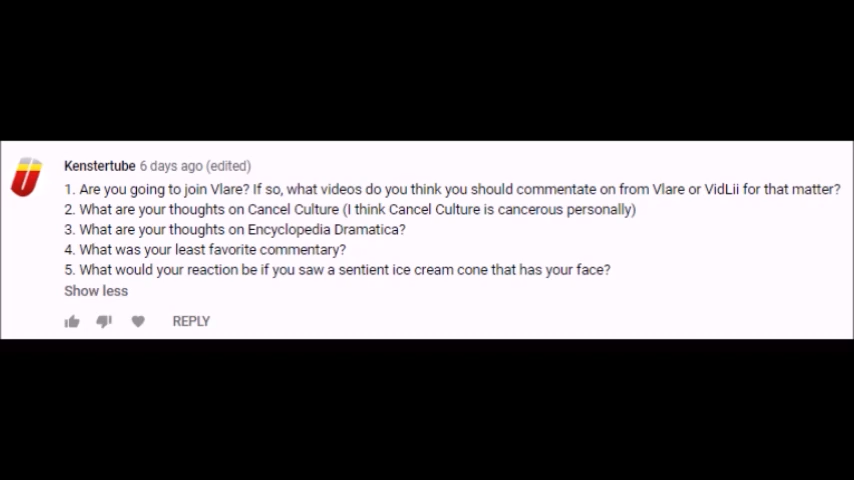 Kenstertube 6 days ago (edited)
1. Are you going to join Vlare? If so, what videos do you think you should commentate on from Vlare or VidLii for that matter?
2. What are your thoughts on Cancel Culture (I think Cancel Culture is cancerous personally)
3. What are your thoughts on Encyclopedia Dramatica?
4. What was your least favorite commentary?
5. What would your reaction be if you saw a sentient ice cream cone that has your face?
Show less
REPLY